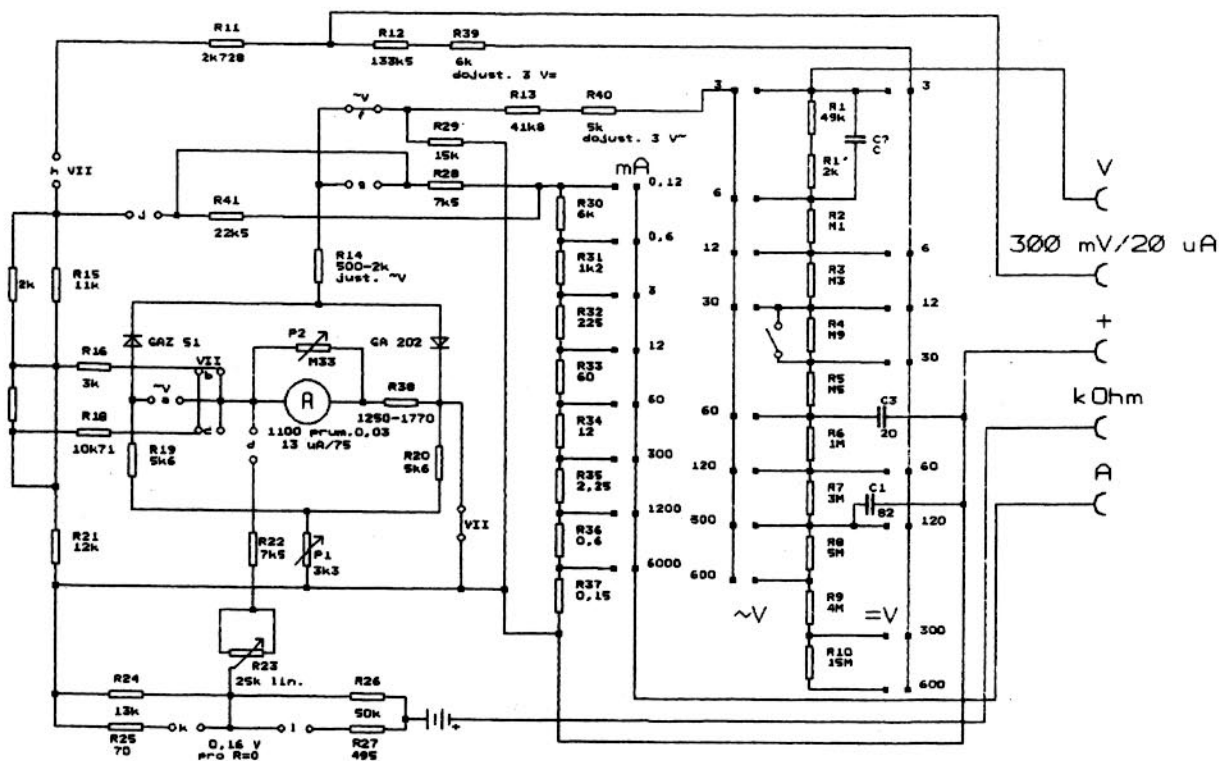 R11
2k728
R12
133k5
R39
6k
dojust. 3 V=
~V
f
R13
41k8
R40
5k
dojust. 3 V~
R29
15k
h VII
g
R28
7k5
mA
J
R41
22k5
R14
500-2k
just. ~V
2k
R15
11k
GAZ 51
P2
M33
GA 202
R16
3k
VII
b
~V
a
A
R38
1250-1770
1100 prum.0,03
13 uA/75
R18
10k71
c
R19
5k6
d
R20
5k6
R21
12k
R22
7k5
P1
3k3
VII
R23
25k lin.
R24
13k
R26
50k
R25
70
k
l
R27
495
+
0,16 V
pro R=0
0,12
R30
6k
0,6
R31
1k2
3
R32
225
12
R33
60
60
R34
12
300
R35
2,25
1200
R36
0,6
6000
R37
0,15
3
6
12
30
60
120
300
600
~V
R1
49k
C?
C
R1'
2k
R2
M1
R3
M3
R4
M9
R5
M5
C3
20
R6
1M
R7
3M
C1
82
R8
5M
R9
4M
R10
15M
=V
3
6
12
30
60
120
300
600
V
300 mV/20 uA
+
kOhm
A